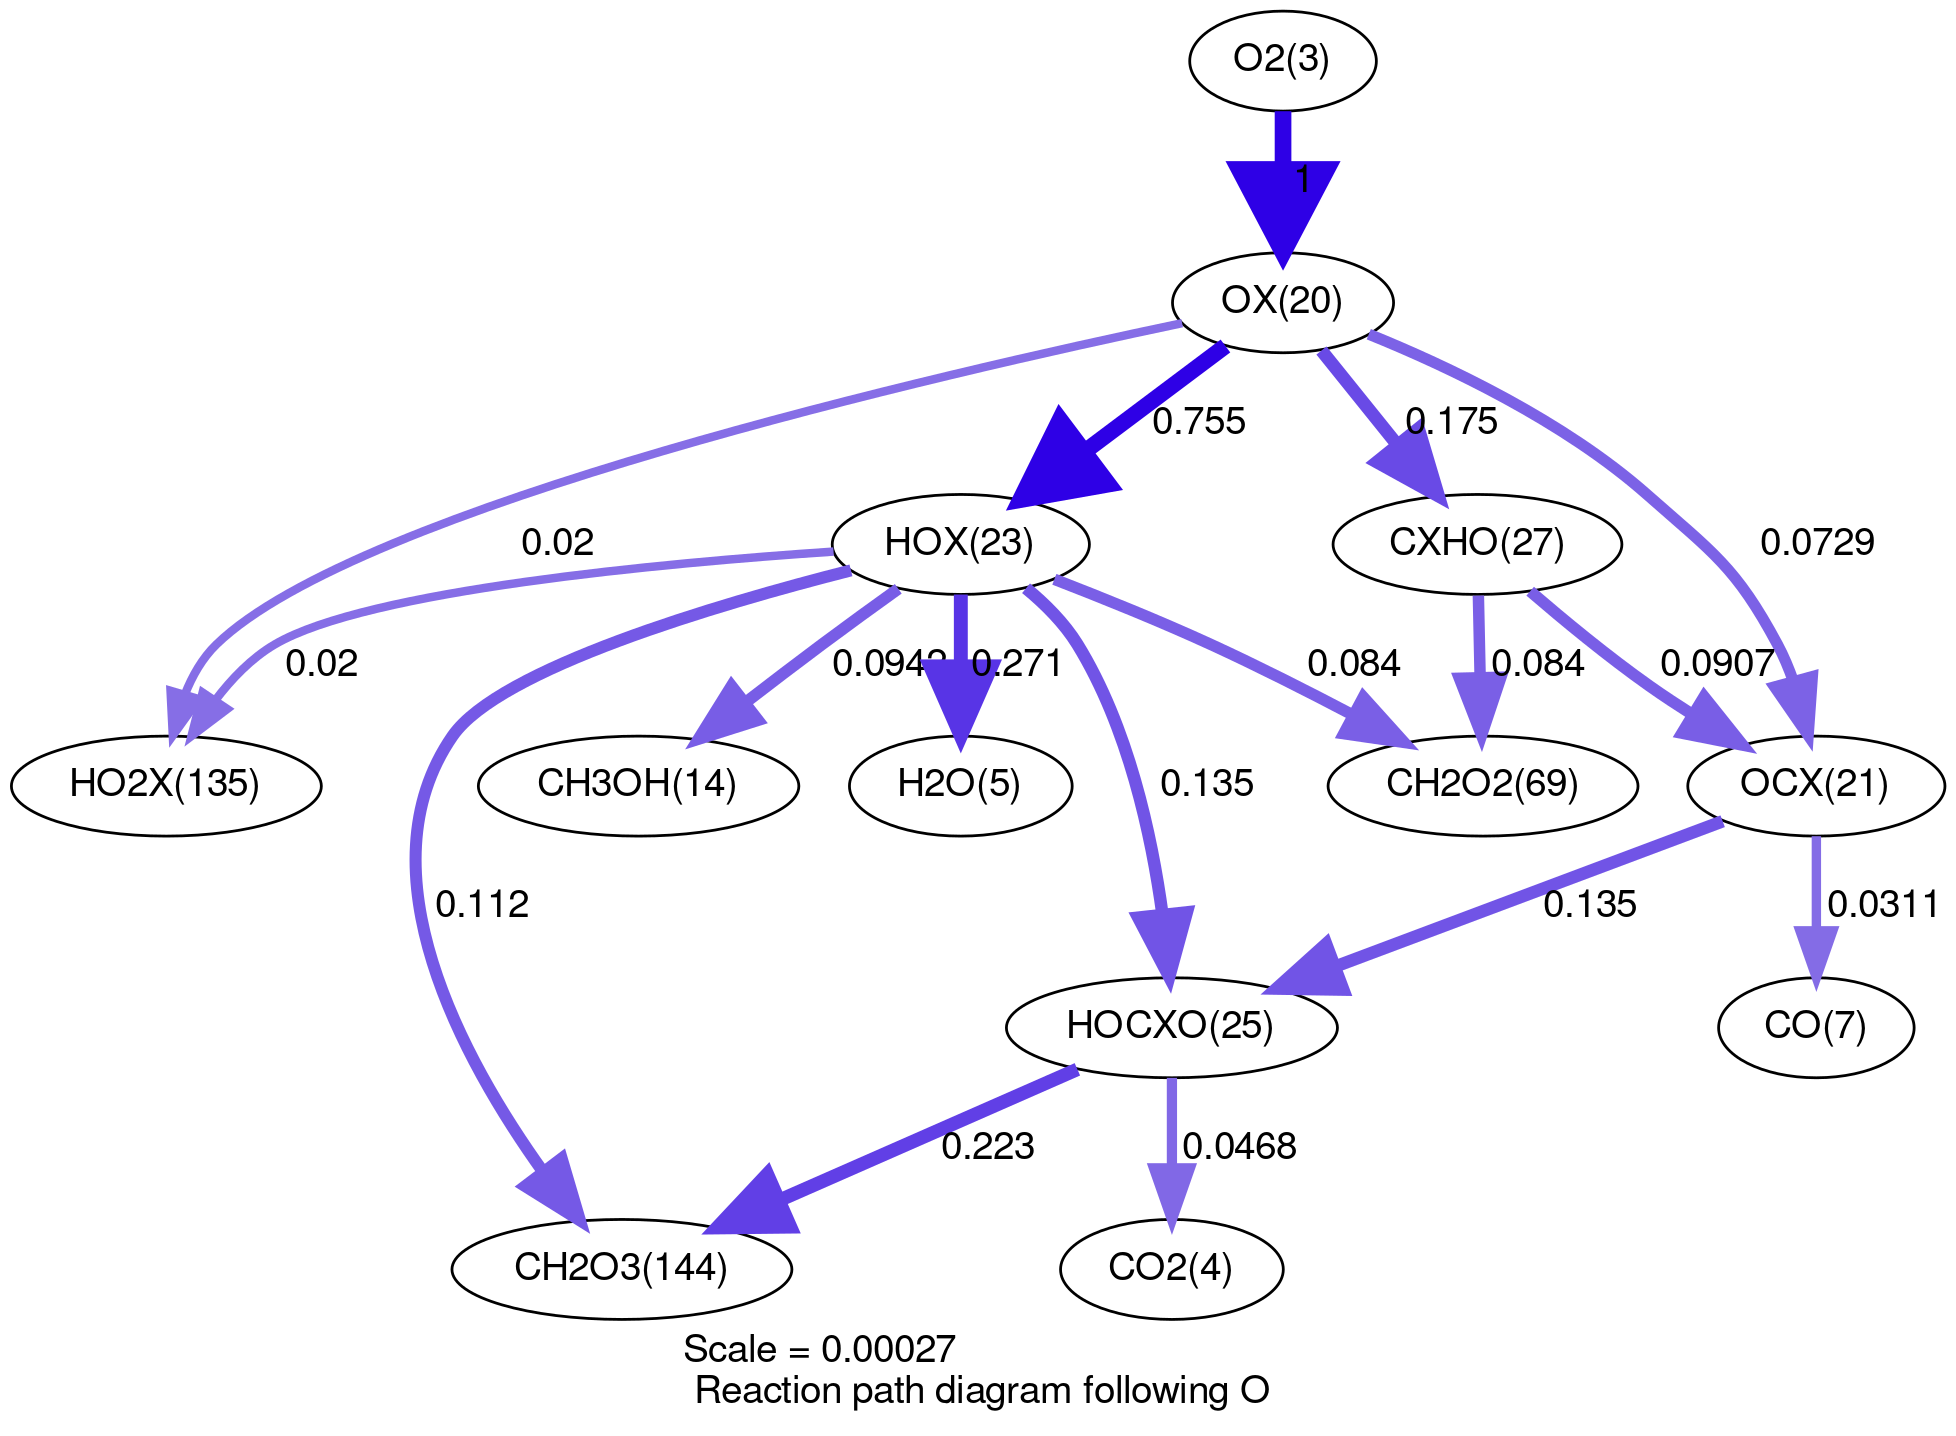 O2(3)
1
OX(20)
0.755
0.175
0.02
HOX(23)
CXHO(27)
0.0729
0.02
0.0942
0.271
0.084
0.084
0.0907
HO2X(135)
CH3OH(14)
H2O(5)
0.135
CH2O2(69)
OCX(21)
0.112
0.135
0.0311
HOCXO(25)
CO(7)
0.223
0.0468
CH2O3(144)
CO2(4)
Scale = 0.00027
Reaction path diagram following O